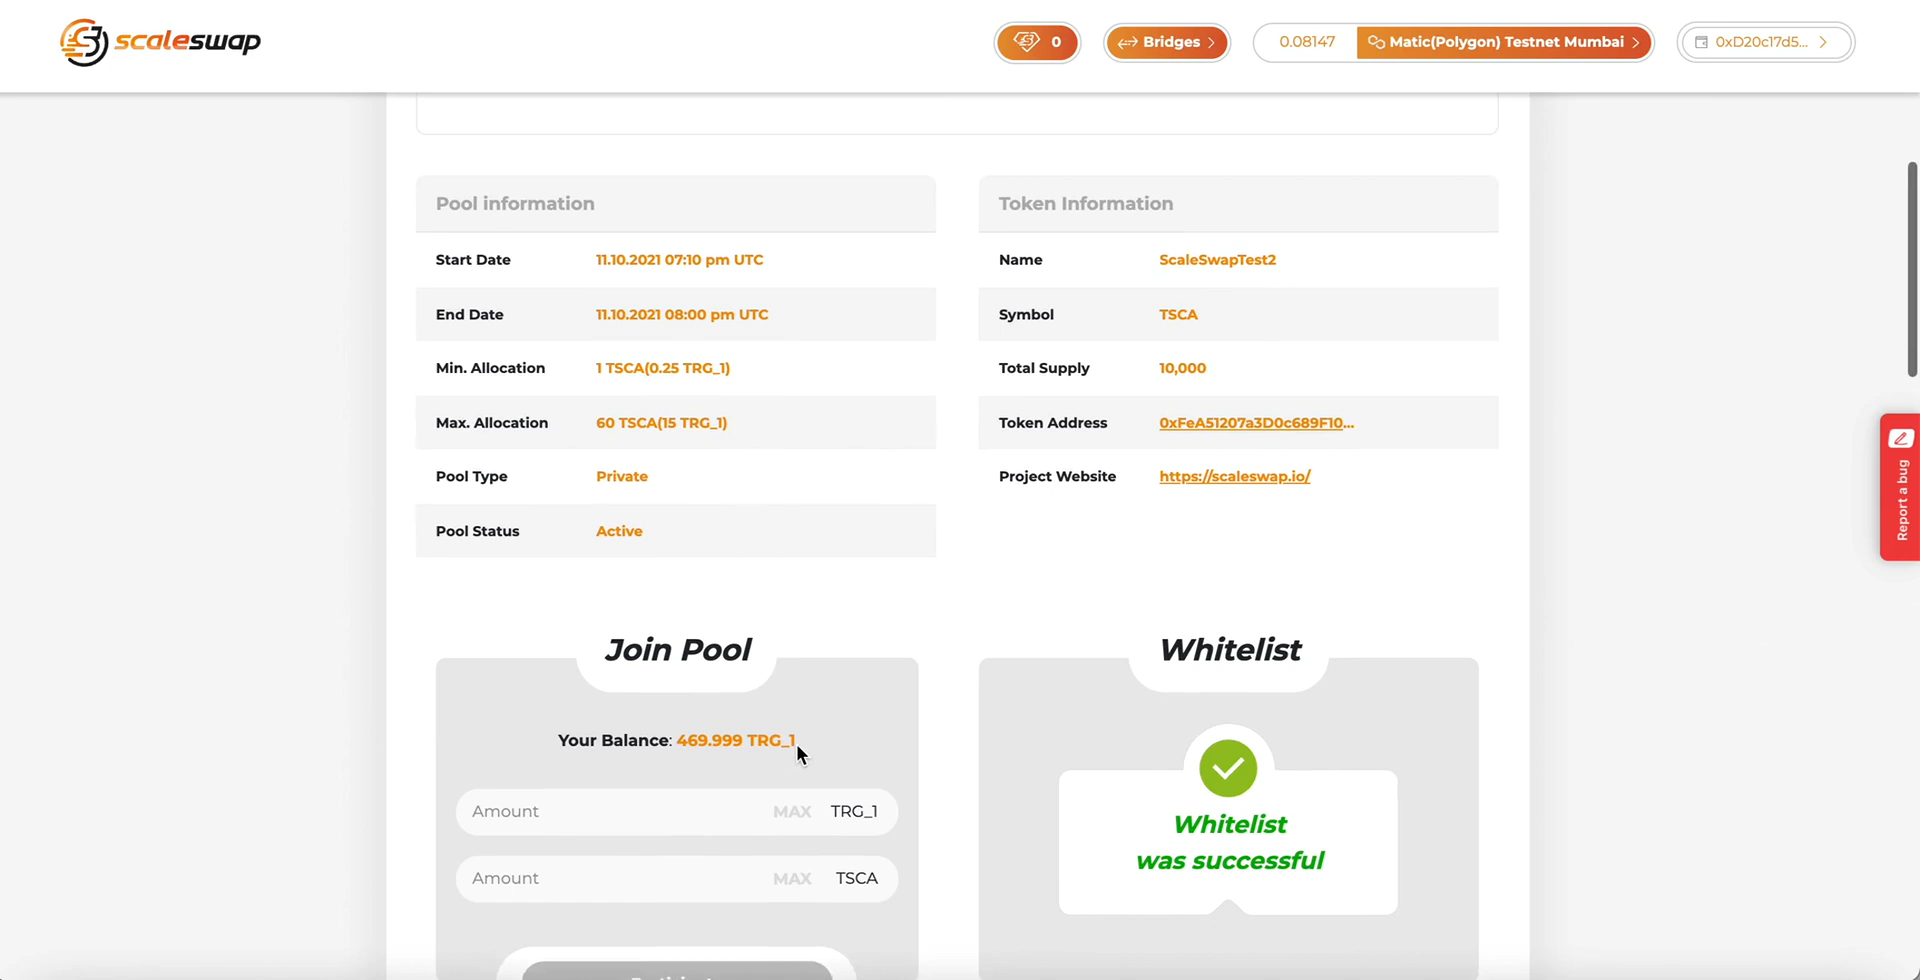 scaleswap
0
Bridges
0.08147
Matic(Polygon) Testnet Mumbai
0xD20c17d5...
Pool information
Start Date 11.10.2021 07:10 pm UTC
End Date 11.10.2021 08:00 pm UTC
Min. Allocation 1 TSCA(0.25 TRG_1)
Max. Allocation 60 TSCA(15 TRG_1)
Pool Type Private
Pool Status Active
Token Information
Name ScaleSwapTest2
Symbol TSCA
Total Supply 10,000
Token Address 0xFeA51207a3D0c689F10...
Project Website https://scaleswap.io/
Report a bug
Join Pool
Your Balance: 469.999 TRG_1
Amount MAX TRG_1
Amount MAX TSCA
Whitelist
Whitelist
was successful